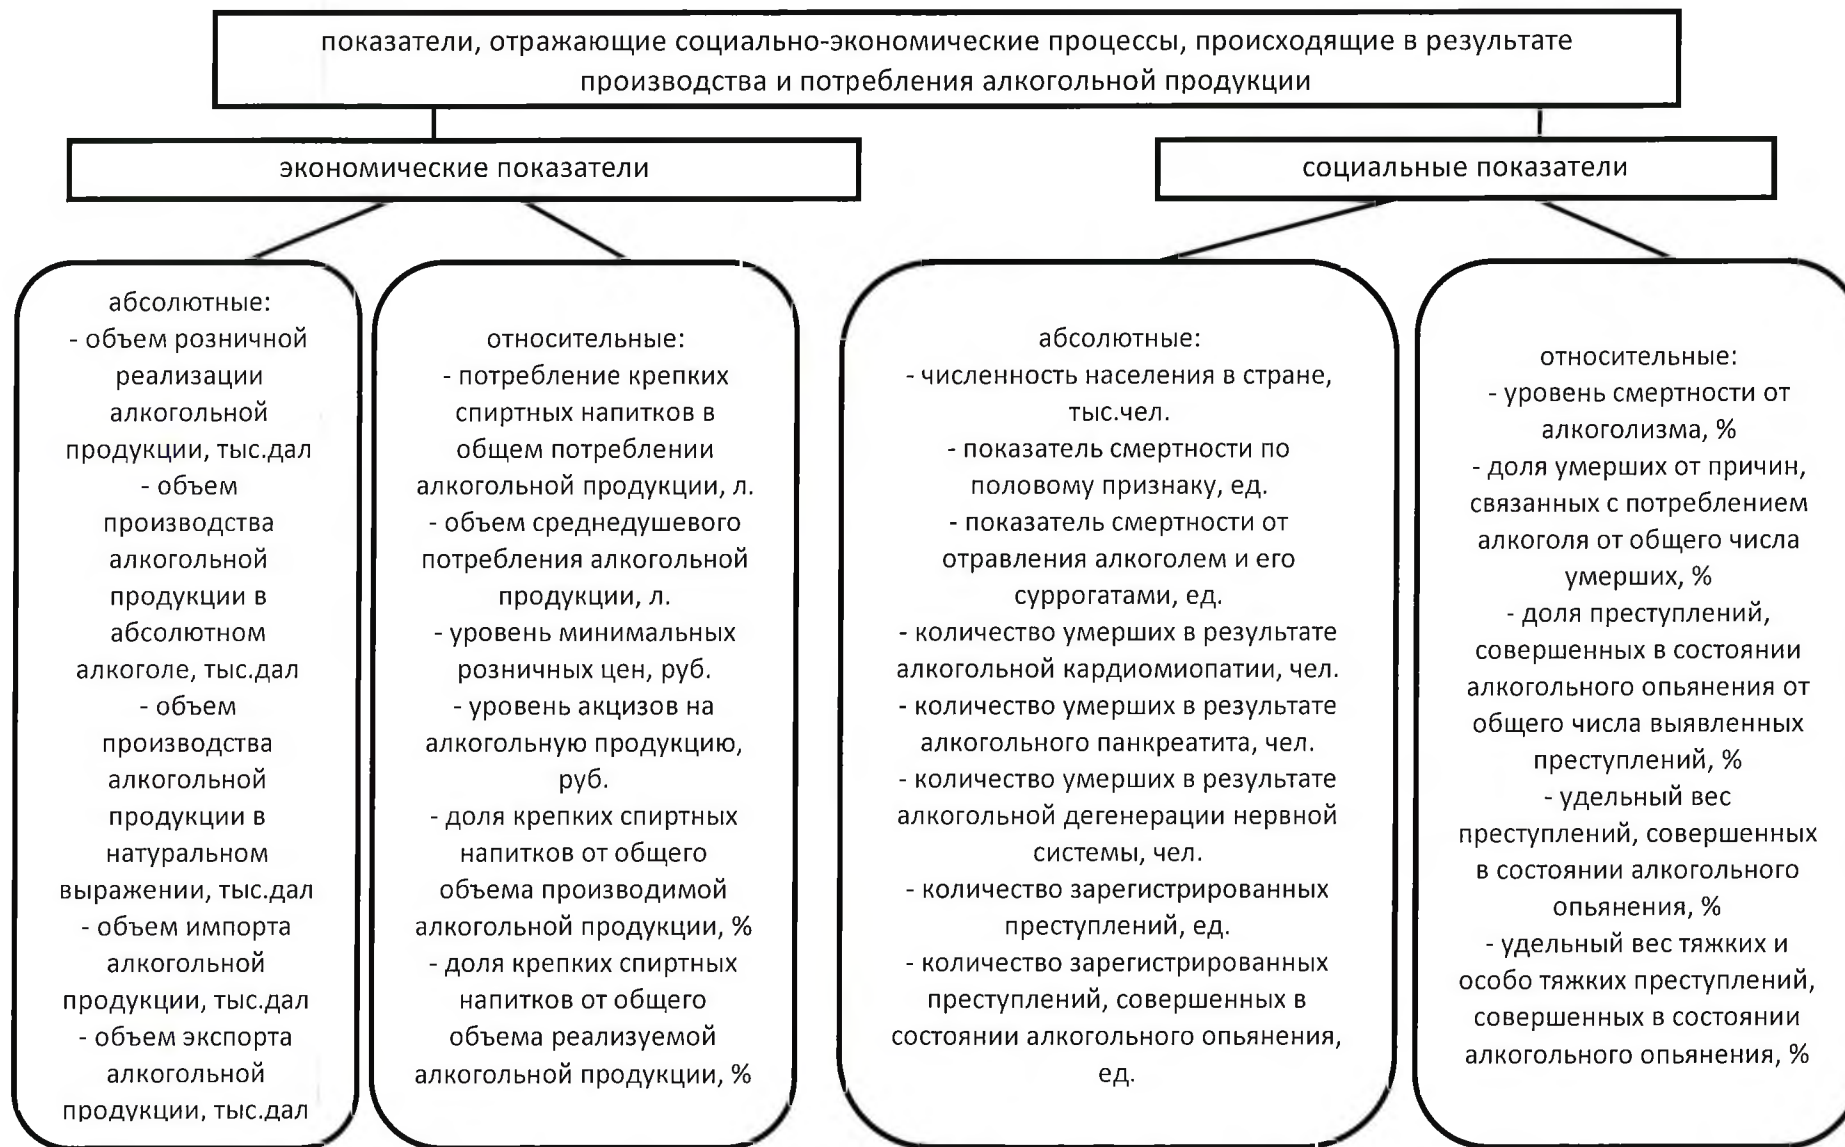 показатели, отражающие социально-экономические процессы, происходящие в результате
производства и потребления алкогольной продукции
экономические показатели
социальные показатели
абсолютные:
- объем розничной
реализации
алкогольной
продукции, тыс.дал
- объем
производства
алкогольной
продукции в
абсолютном
алкоголе, тыс.дал
- объем
производства
алкогольной
продукции в
натуральном
выражении, тыс.дал
- объем импорта
алкогольной
продукции, тыс.дал
- объем экспорта
алкогольной
продукции, тыс.дал
относительные:
- потребление крепких
спиртных напитков в
общем потреблении
алкогольной продукции, л.
- объем среднедушевого
потребления алкогольной
продукции, л.
- уровень минимальных
розничных цен, руб.
- уровень акцизов на
алкогольную продукцию,
руб.
- доля крепких спиртных
напитков от общего
объема производимой
алкогольной продукции, %
- доля крепких спиртных
напитков от общего
объема реализуемой
алкогольной продукции, %
абсолютные:
- численность населения в стране,
тыс.чел.
- показатель смертности по
половому признаку, ед.
- показатель смертности от
отравления алкоголем и его
суррогатами, ед.
- количество умерших в результате
алкогольной кардиомиопатии, чел.
- количество умерших в результате
алкогольного панкреатита, чел.
- количество умерших в результате
алкогольной дегенерации нервной
системы, чел.
- количество зарегистрированных
преступлений, ед.
- количество зарегистрированных
преступлений, совершенных в
состоянии алкогольного опьянения,
ед.
относительные:
- уровень смертности от
алкоголизма, %
- доля умерших от причин,
связанных с потреблением
алкоголя от общего числа
умерших, %
- доля преступлений,
совершенных в состоянии
алкогольного опьянения от
общего числа выявленных
преступлений, %
- удельный вес
преступлений, совершенных
в состоянии алкогольного
опьянения, %
- удельный вес тяжких и
особо тяжких преступлений,
совершенных в состоянии
алкогольного опьянения, %